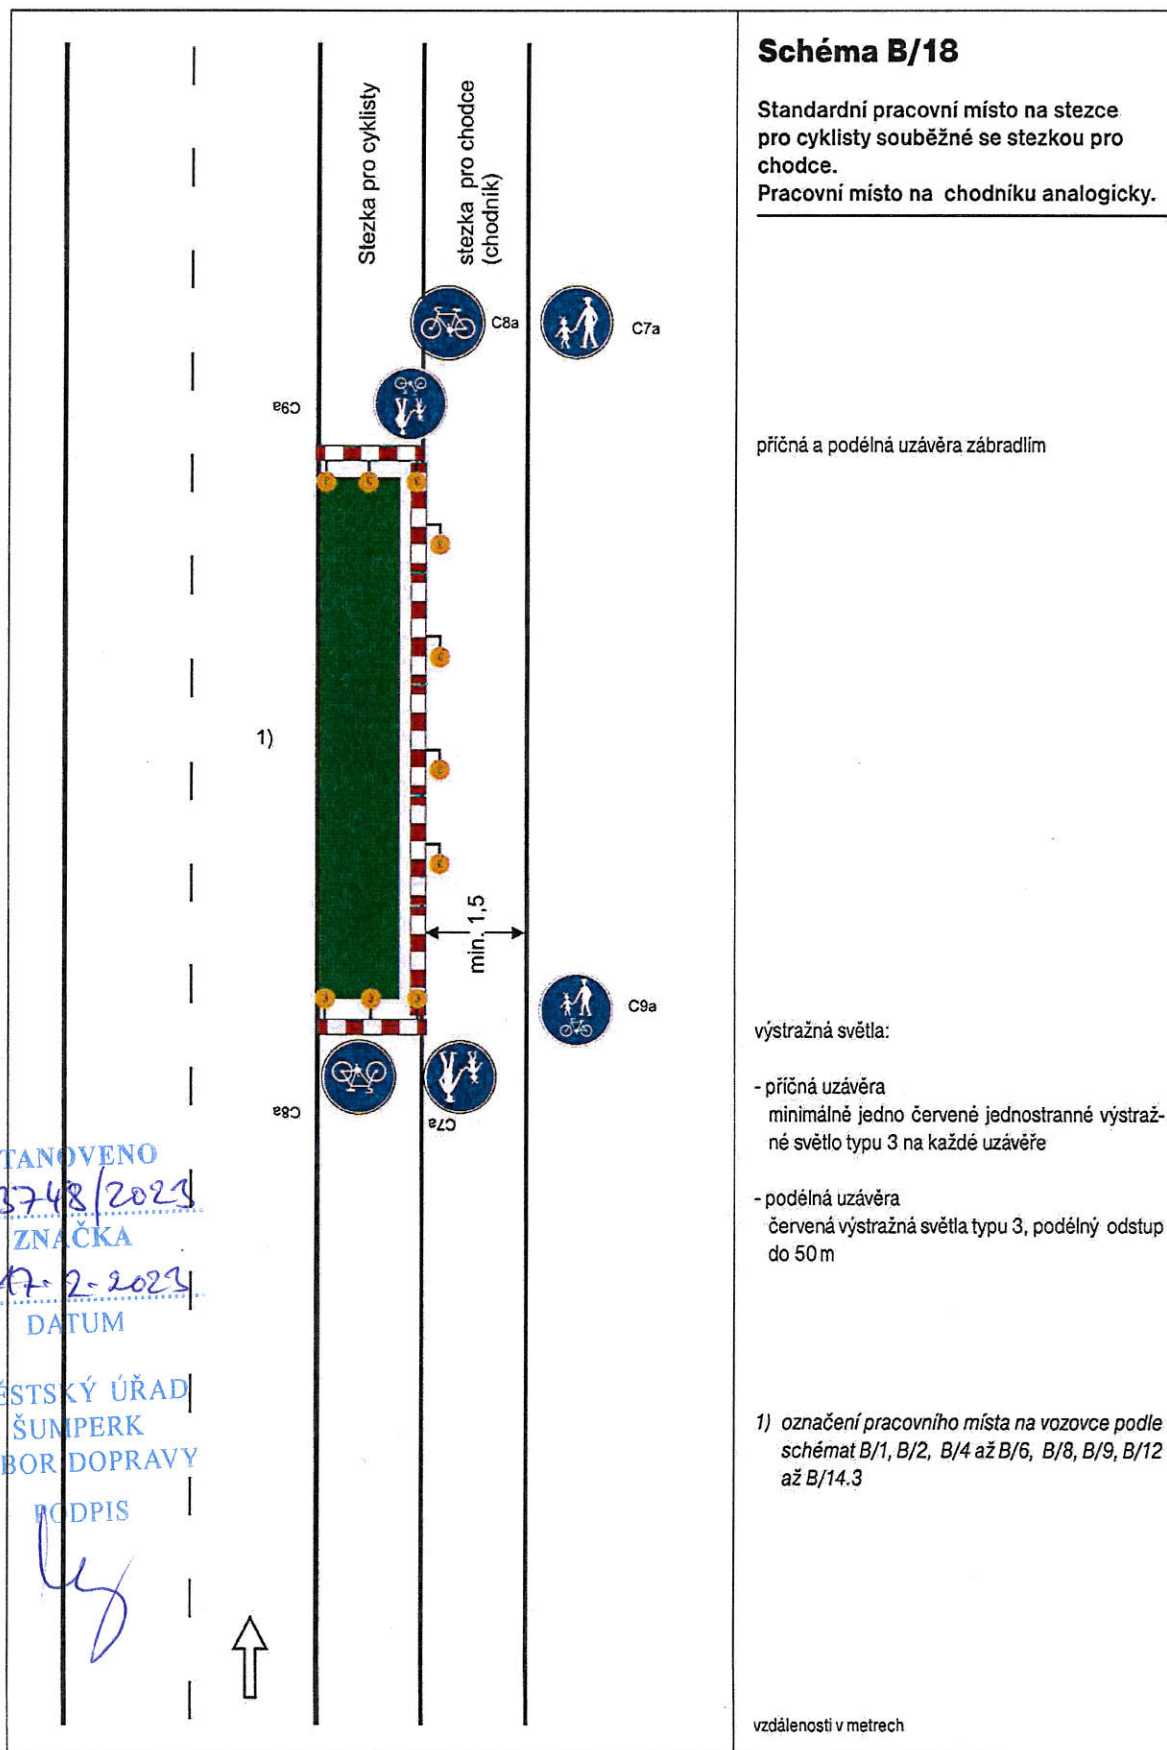 Schéma B/18
Standardní pracovní místo na stezce
pro cyklisty souběžné se stezkou pro
chodce.
Pracovní místo na chodníku analogicky.
Stezka pro cyklisty
stezka pro chodce
(chodník)
C8a
C7a
C9a
příčná a podélná uzávěra zábradlím
1)
min. 1,5
C9a
C8a
C7a
výstražná světla:
- příčná uzávěra
minimálně jedno červené jednostranné výstraž-
né světlo typu 3 na každé uzávěře
- podélná uzávěra
červená výstražná světla typu 3, podélný odstup
do 50 m
TANOVENO
3748/2023
ZNAČKA
17-2-2023
DATUM
ĚSTSKÝ ÚŘAD
ŠUMPERK
BOR DOPRAVY
PODPIS
1) označení pracovního místa na vozovce podle
schémat B/1, B/2, B/4 až B/6, B/8, B/9, B/12
až B/14.3
vzdálenosti v metrech